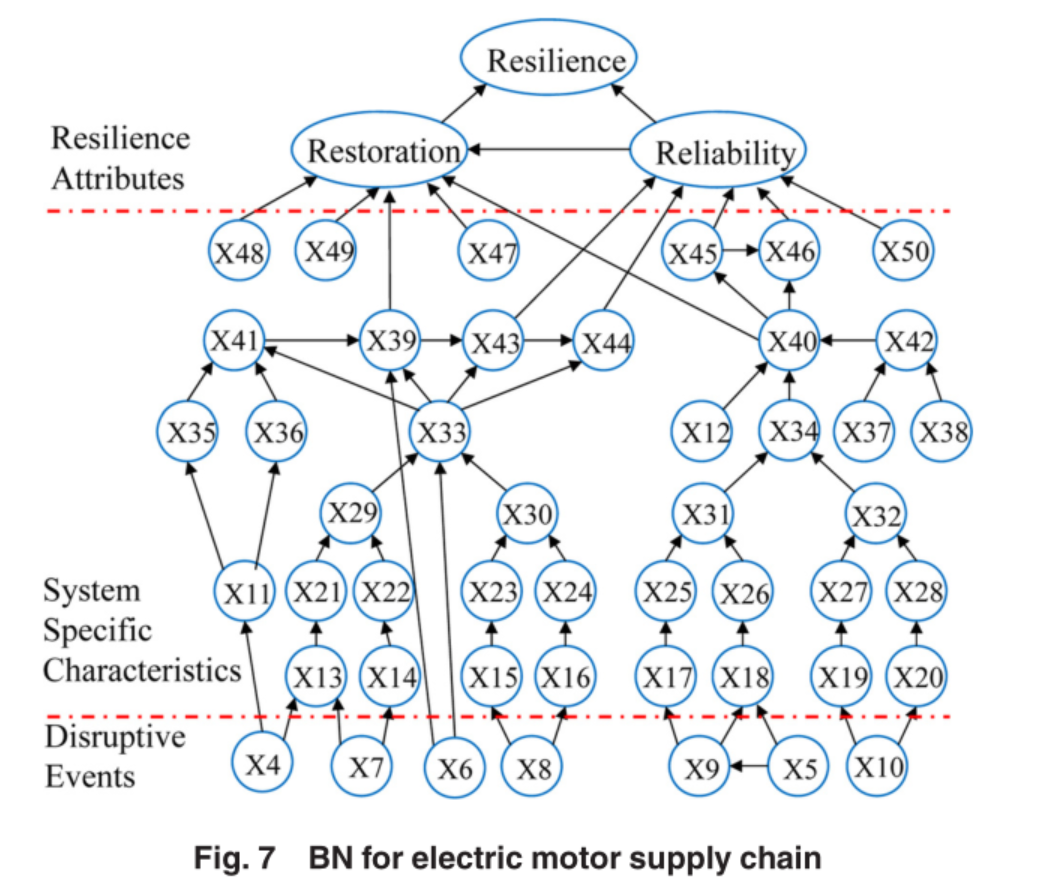 Resilience
Resilience
Attributes
Restoration
Reliability
X48
X49
X47
X45
X46
X50
X41
X39
X43
X44
X40
X42
X35
X36
X33
X12
X34
X37
X38
X29
X30
X31
X32
System
Specific
Characteristics
X11
X21
X22
X23
X24
X25
X26
X27
X28
X13
X14
X15
X16
X17
X18
X19
X20
Disruptive
Events
X4
X7
X6
X8
X9
X5
X10
Fig. 7 BN for electric motor supply chain